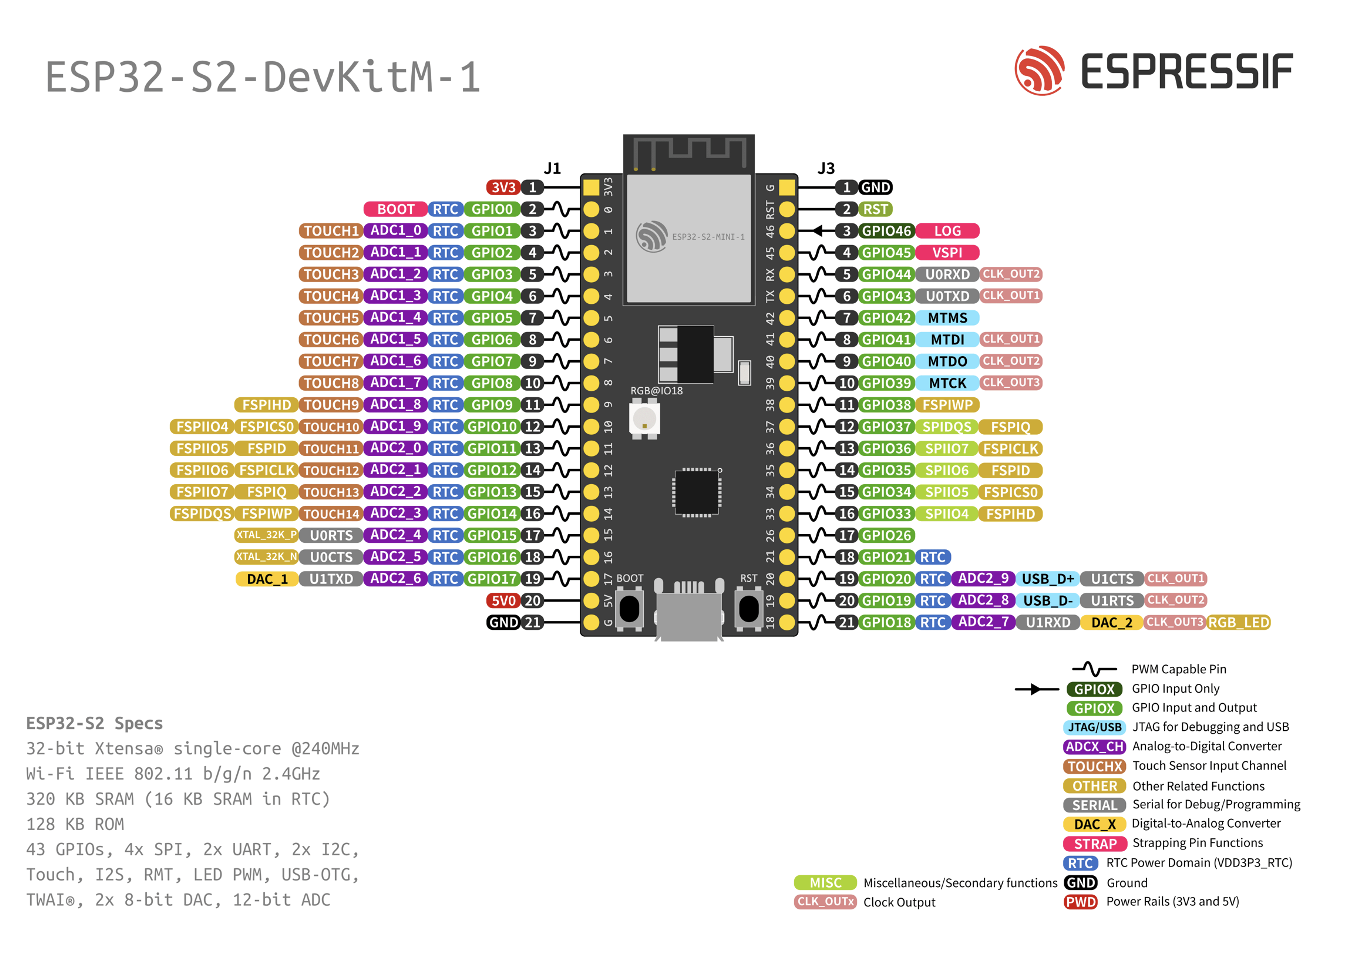 ESP32-S2-DevKitM-1
ESPRESSIF
J1
J3
3V3 1 3V3
G 1 GND
BOOT RTC GPIO0 2 0
RST 2 RST
TOUCH1 ADC1_0 RTC GPIO1 3 1
46 3 GPIO46 LOG
TOUCH2 ADC1_1 RTC GPIO2 4 2
45 4 GPIO45 VSPI
TOUCH3 ADC1_2 RTC GPIO3 5 3
RX 5 GPIO44 U0RXD CLK_OUT2
TOUCH4 ADC1_3 RTC GPIO4 6 4
TX 6 GPIO43 U0TXD CLK_OUT1
TOUCH5 ADC1_4 RTC GPIO5 7 5
42 7 GPIO42 MTMS
TOUCH6 ADC1_5 RTC GPIO6 8 6
41 8 GPIO41 MTDI CLK_OUT1
TOUCH7 ADC1_6 RTC GPIO7 9 7
40 9 GPIO40 MTDO CLK_OUT2
TOUCH8 ADC1_7 RTC GPIO8 10 8
39 10 GPIO39 MTCK CLK_OUT3
FSPIHD TOUCH9 ADC1_8 RTC GPIO9 11 9
38 11 GPIO38 FSPIWP
FSPIIO4 FSPICS0 TOUCH10 ADC1_9 RTC GPIO10 12 10
37 12 GPIO37 SPIDQS FSPIQ
FSPIIO5 FSPID TOUCH11 ADC2_0 RTC GPIO11 13 11
36 13 GPIO36 SPIIO7 FSPICLK
FSPIIO6 FSPICLK TOUCH12 ADC2_1 RTC GPIO12 14 12
35 14 GPIO35 SPIIO6 FSPID
FSPIIO7 FSPIQ TOUCH13 ADC2_2 RTC GPIO13 15 13
34 15 GPIO34 SPIIO5 FSPICS0
FSPIDQS FSPIWP TOUCH14 ADC2_3 RTC GPIO14 16 14
33 16 GPIO33 SPIIO4 FSPIHD
XTAL_32K_P U0RTS ADC2_4 RTC GPIO15 17 15
26 17 GPIO26
XTAL_32K_N U0CTS ADC2_5 RTC GPIO16 18 16
21 18 GPIO21 RTC
DAC_1 U1TXD ADC2_6 RTC GPIO17 19 17
20 19 GPIO20 RTC ADC2_9 USB_D+ U1CTS CLK_OUT1
5V0 20 5V
19 20 GPIO19 RTC ADC2_8 USB_D- U1RTS CLK_OUT2
GND 21 G
18 21 GPIO18 RTC ADC2_7 U1RXD DAC_2 CLK_OUT3 RGB_LED
ESP32-S2-MINI-1
RGB@IO18
BOOT
RST
PWM Capable Pin
GPIOX GPIO Input Only
GPIOX GPIO Input and Output
JTAG/USB JTAG for Debugging and USB
ADCX_CH Analog-to-Digital Converter
TOUCHX Touch Sensor Input Channel
OTHER Other Related Functions
SERIAL Serial for Debug/Programming
DAC_X Digital-to-Analog Converter
STRAP Strapping Pin Functions
RTC RTC Power Domain (VDD3P3_RTC)
MISC Miscellaneous/Secondary functions
GND Ground
CLK_OUTx Clock Output
PWD Power Rails (3V3 and 5V)
ESP32-S2 Specs
32-bit Xtensa® single-core @240MHz
Wi-Fi IEEE 802.11 b/g/n 2.4GHz
320 KB SRAM (16 KB SRAM in RTC)
128 KB ROM
43 GPIOs, 4x SPI, 2x UART, 2x I2C,
Touch, I2S, RMT, LED PWM, USB-OTG,
TWAI®, 2x 8-bit DAC, 12-bit ADC